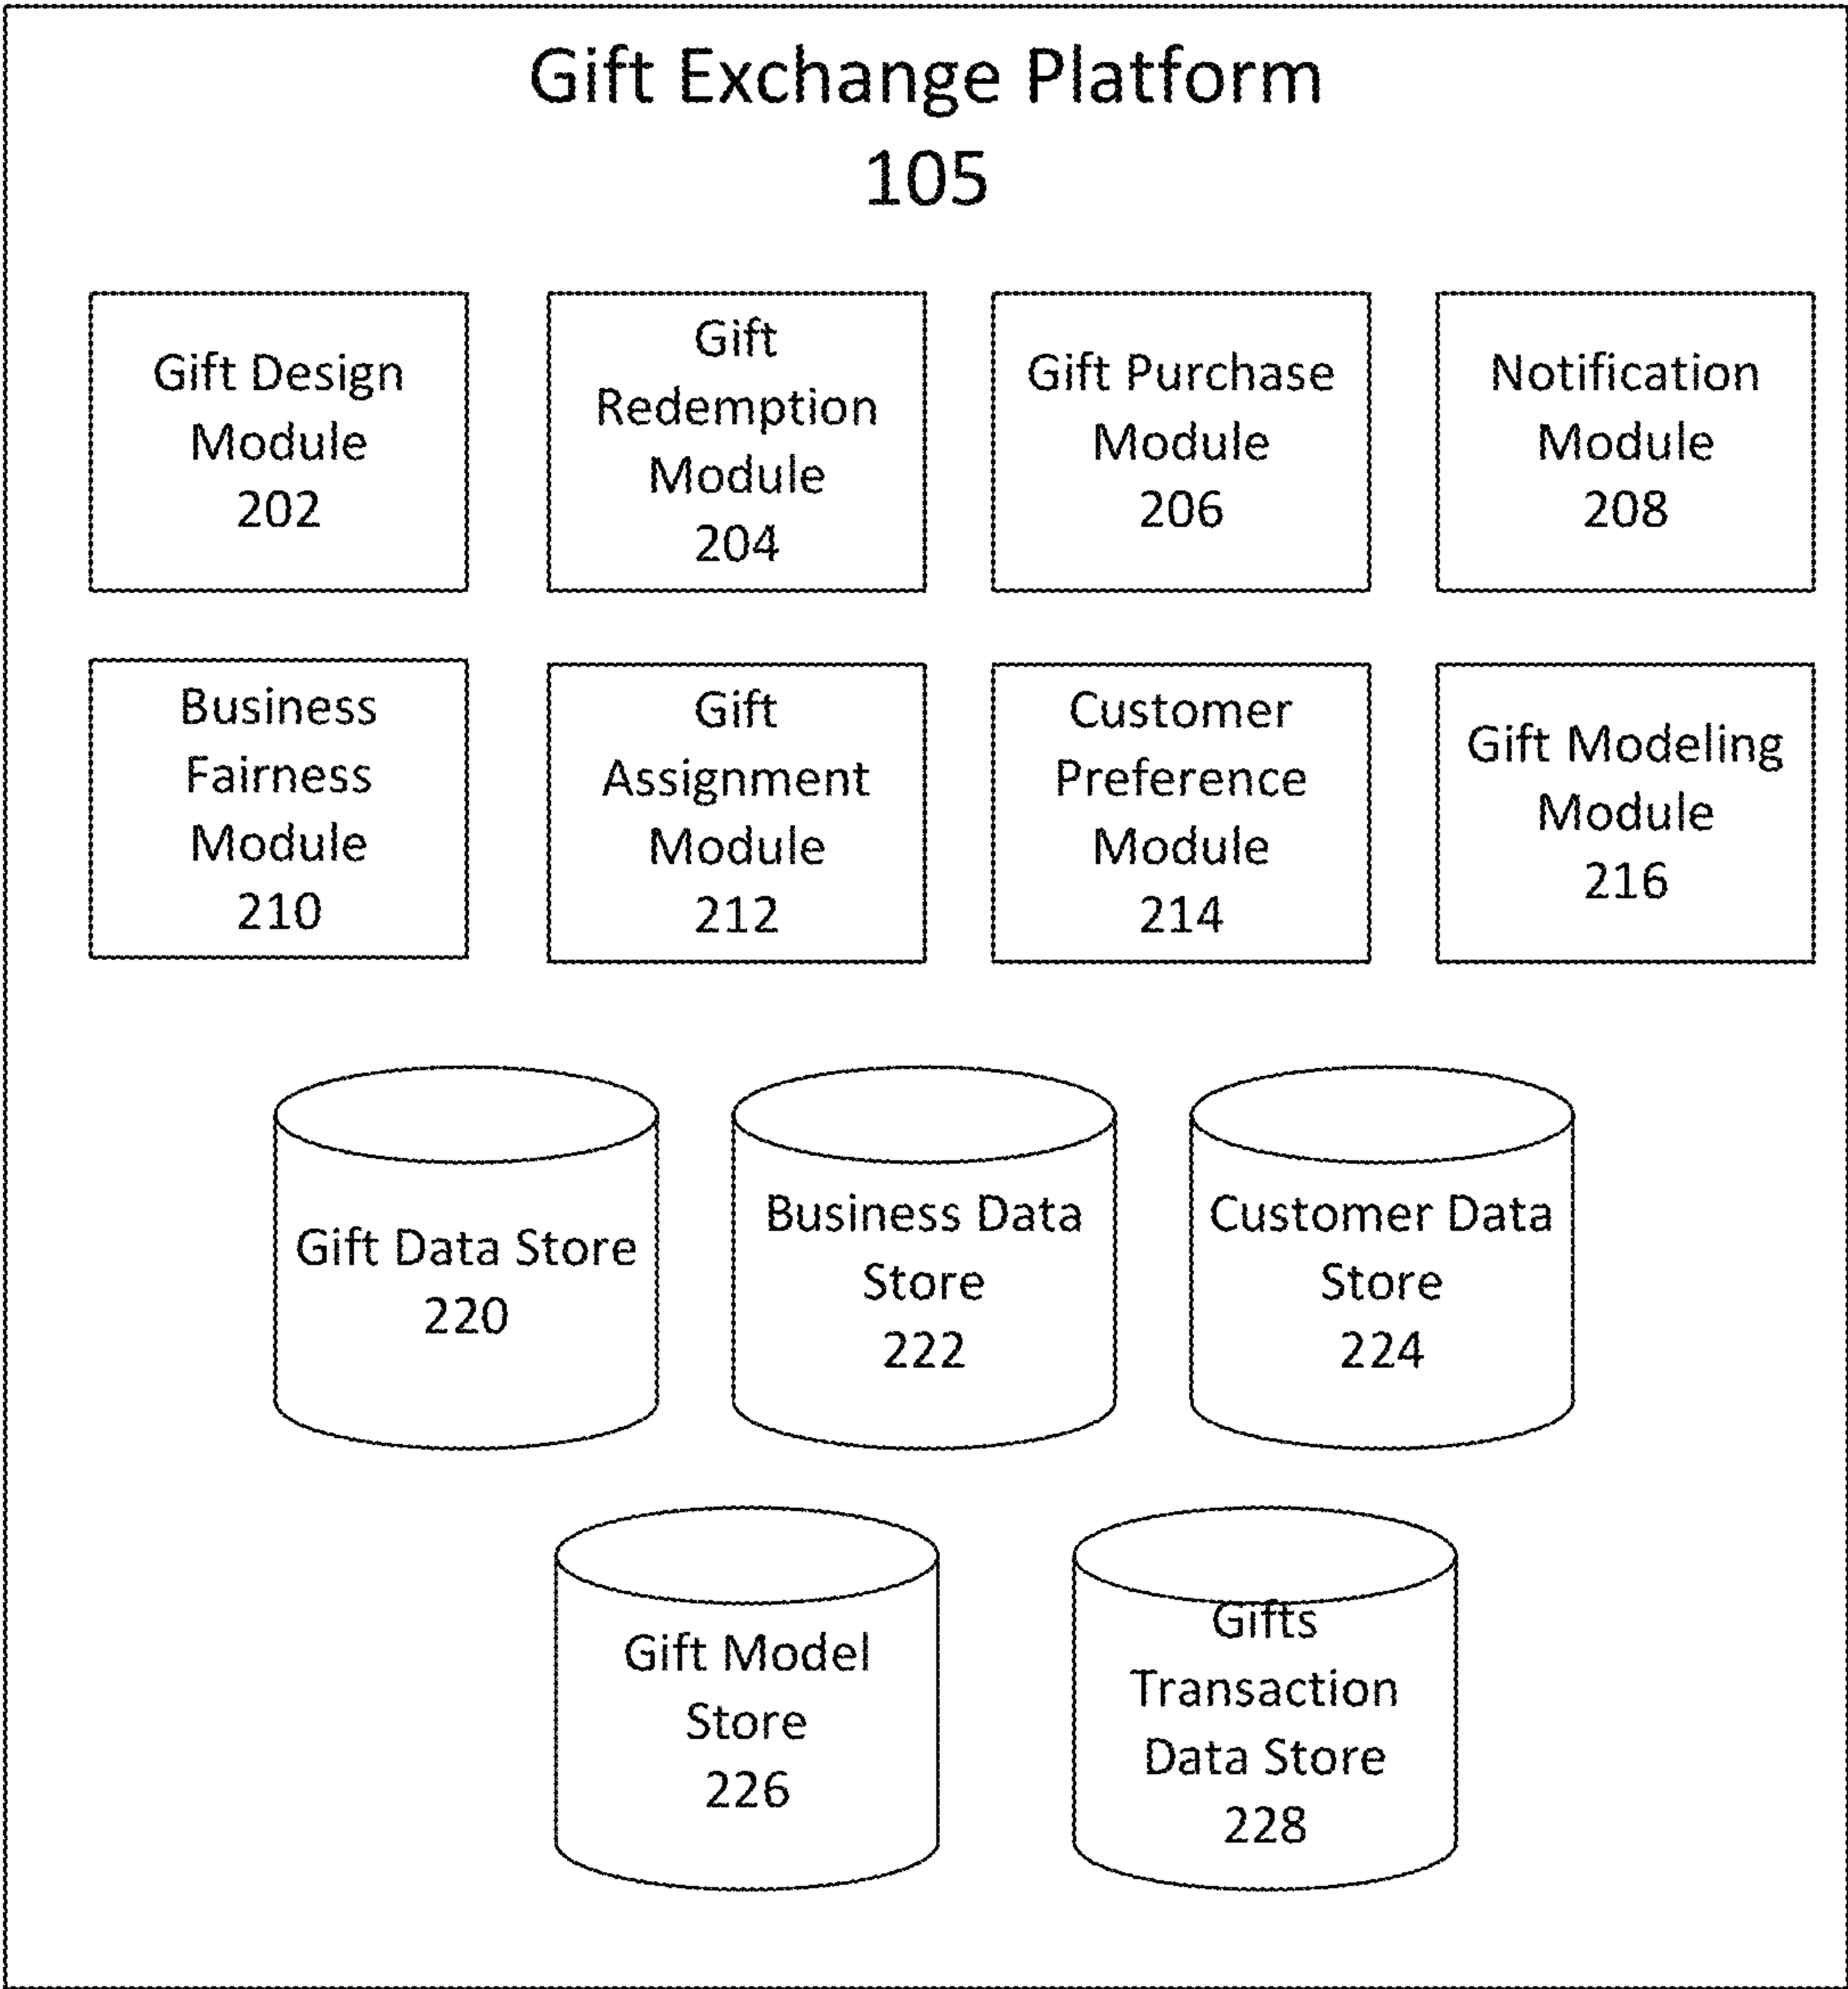 Gift Exchange Platform
105
Gift Design
Module
202
Gift
Redemption
Module
204
Gift Purchase
Module
206
Notification
Module
208
Business
Fairness
Module
210
Gift
Assignment
Module
212
Customer
Preference
Module
214
Gift Modeling
Module
216
Gift Data Store
220
Business Data
Store
222
Customer Data
Store
224
Gift Model
Store
226
Gifts
Transaction
Data Store
228